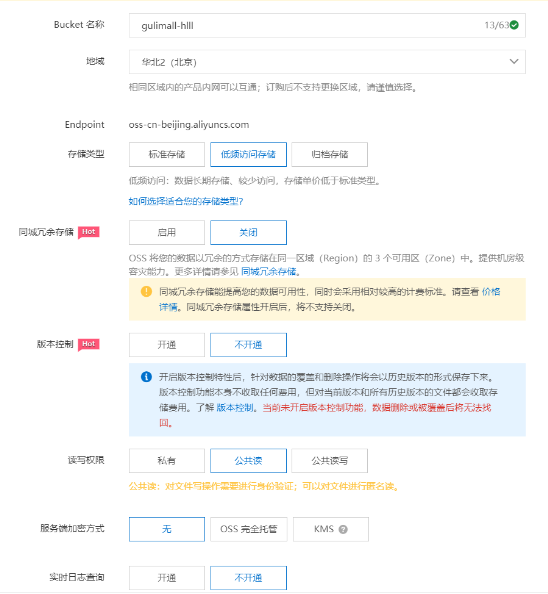 Bucket 名称 gulimall-hlll 13/63
地域 华北2（北京）
相同区域内的产品内网可以互通；订购后不支持更换区域，请谨慎选择。
Endpoint oss-cn-beijing.aliyuncs.com
存储类型 标准存储 低频访问存储 归档存储
低频访问：数据长期存储、较少访问，存储单价低于标准类型。
如何选择适合您的存储类型？
同城冗余存储 Hot 启用 关闭
OSS 将您的数据以冗余的方式存储在同一区域（Region）的 3 个可用区（Zone）中。提供机房级
容灾能力。更多详情请参见 同城冗余存储。
同城冗余存储能提高您的数据可用性，同时会采用相对较高的计费标准。请查看 价格
详情。同城冗余存储属性开启后，将不支持关闭。
版本控制 Hot 开通 不开通
开启版本控制特性后，针对数据的覆盖和删除操作将会以历史版本的形式保存下来。
版本控制功能本身不收取任何费用，但对当前版本和所有历史版本的文件都会收取存
储费用。了解 版本控制。当前未开启版本控制功能，数据删除或被覆盖后将无法找
回。
读写权限 私有 公共读 公共读写
公共读：对文件写操作需要进行身份验证；可以对文件进行匿名读。
服务端加密方式 无 OSS 完全托管 KMS ?
实时日志查询 开通 不开通